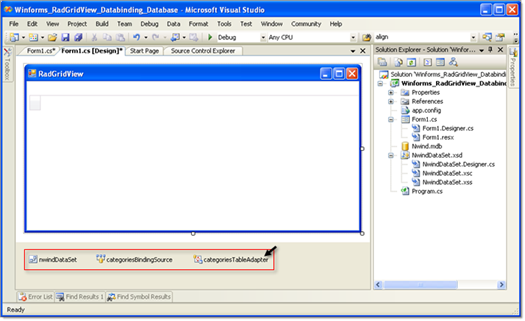 Winforms_RadGridView_Databinding_Database - Microsoft Visual Studio
File Edit View Project Build Debug Data Format Tools Test Window Community Help
Debug Any CPU align
Form1.cs* Form1.cs [Design]* Start Page Source Control Explorer
Toolbox
RadGridView
nwindDataSet categoriesBindingSource categoriesTableAdapter
Solution Explorer - Solution 'Winfor...
Solution 'Winforms_RadGridView_Databind
Winforms_RadGridView_Databinding
Properties
References
app.config
Form1.cs
Form1.Designer.cs
Form1.resx
Nwind.mdb
NwindDataSet.xsd
NwindDataSet.Designer.cs
NwindDataSet.xsc
NwindDataSet.xss
Program.cs
Properties
Error List Find Results 1 Find Symbol Results
Ready